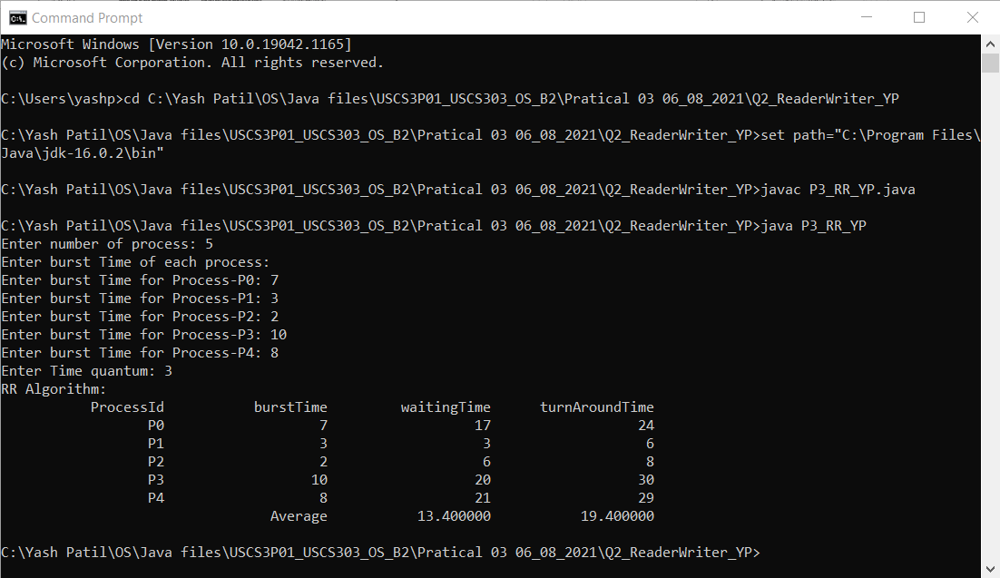 Command Prompt
Microsoft Windows [Version 10.0.19042.1165]
(c) Microsoft Corporation. All rights reserved.
C:\Users\yashp>cd C:\Yash Patil\OS\Java files\USCS3P01_USCS303_OS_B2\Pratical 03 06_08_2021\Q2_ReaderWriter_YP
C:\Yash Patil\OS\Java files\USCS3P01_USCS303_OS_B2\Pratical 03 06_08_2021\Q2_ReaderWriter_YP>set path="C:\Program Files\
Java\jdk-16.0.2\bin"
C:\Yash Patil\OS\Java files\USCS3P01_USCS303_OS_B2\Pratical 03 06_08_2021\Q2_ReaderWriter_YP>javac P3_RR_YP.java
C:\Yash Patil\OS\Java files\USCS3P01_USCS303_OS_B2\Pratical 03 06_08_2021\Q2_ReaderWriter_YP>java P3_RR_YP
Enter number of process: 5
Enter burst Time of each process:
Enter burst Time for Process-P0: 7
Enter burst Time for Process-P1: 3
Enter burst Time for Process-P2: 2
Enter burst Time for Process-P3: 10
Enter burst Time for Process-P4: 8
Enter Time quantum: 3
RR Algorithm:
ProcessId burstTime waitingTime turnAroundTime
P0 7 17 24
P1 3 3 6
P2 2 6 8
P3 10 20 30
P4 8 21 29
Average 13.400000 19.400000
C:\Yash Patil\OS\Java files\USCS3P01_USCS303_OS_B2\Pratical 03 06_08_2021\Q2_ReaderWriter_YP>